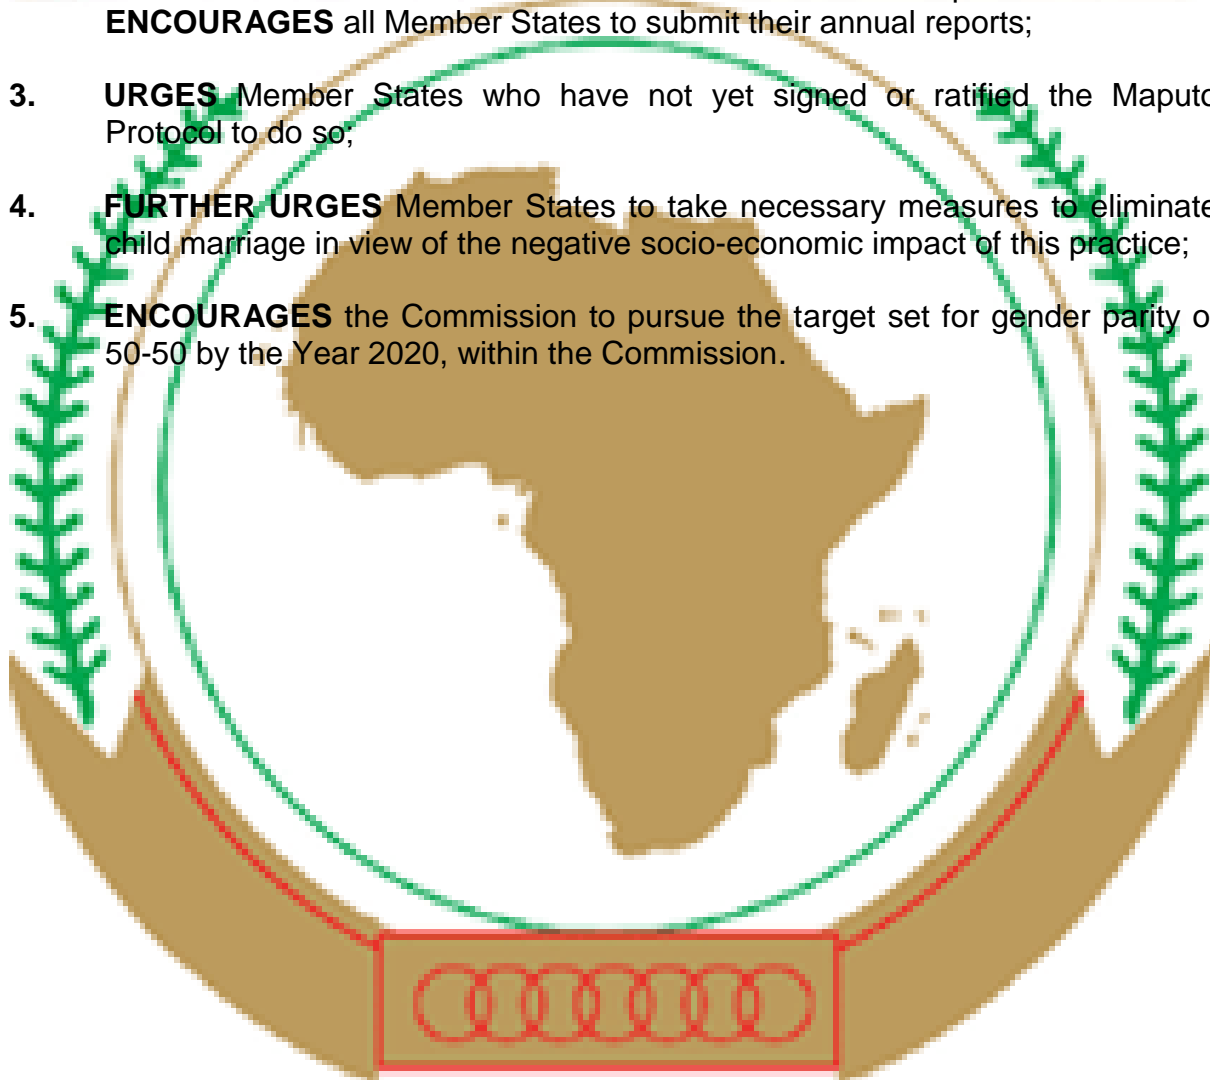 ENCOURAGES all Member States to submit their annual reports;
3. URGES Member States who have not yet signed or ratified the Maputo
Protocol to do so;
4. FURTHER URGES Member States to take necessary measures to eliminate
child marriage in view of the negative socio-economic impact of this practice;
5. ENCOURAGES the Commission to pursue the target set for gender parity
50-50 by the Year 2020, within the Commission.